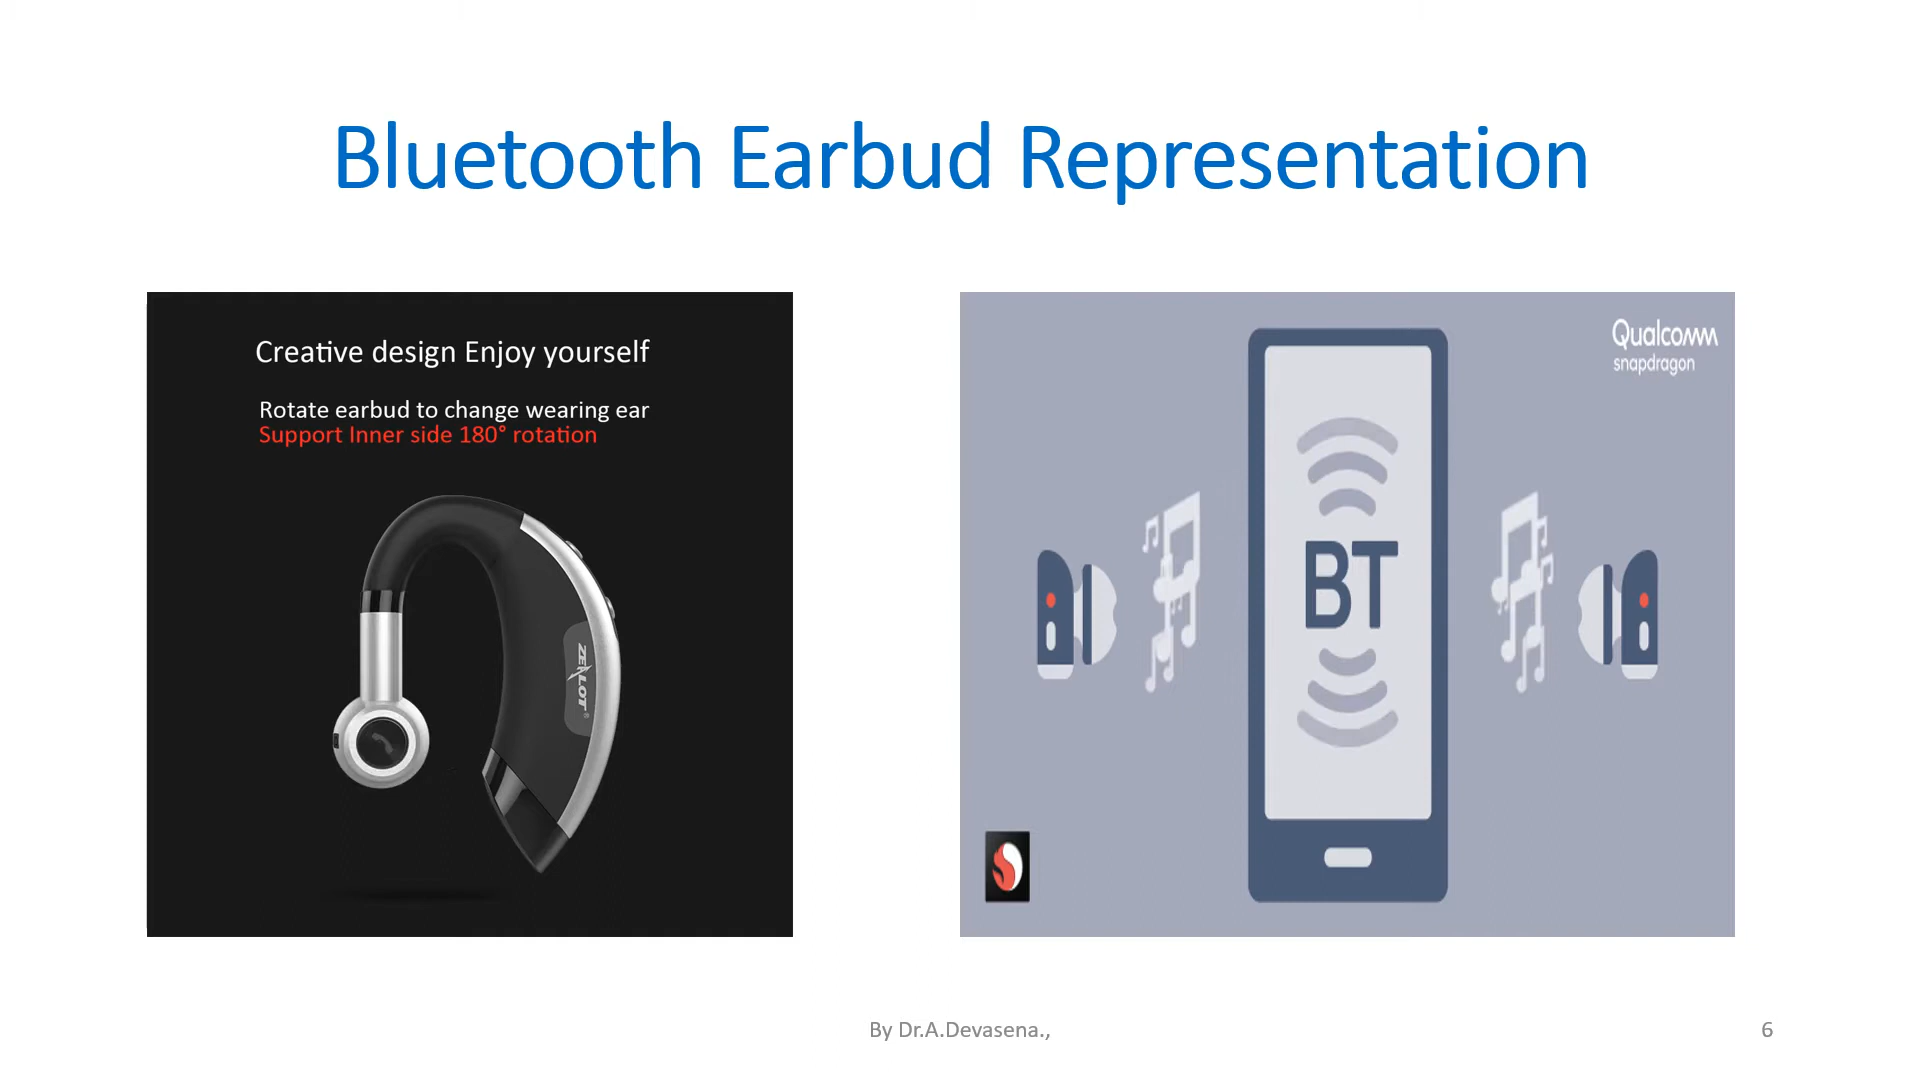 Bluetooth Earbud Representation
Creative design Enjoy yourself
Rotate earbud to change wearing ear
Support Inner side 180° rotation
ZEALOT®
Qualcomm
snapdragon
BT
By Dr.A.Devasena.,
6